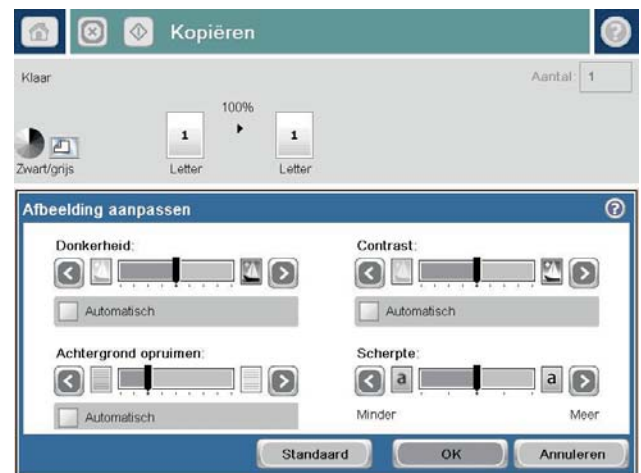 Kopiëren
Klaar
Aantal: 1
100%
1 1
Zwart/grijs Letter Letter
Afbeelding aanpassen
Donkerheid: Contrast:
Automatisch Automatisch
Achtergrond opruimen: Scherpte:
a a
Automatisch Minder Meer
Standaard OK Annuleren